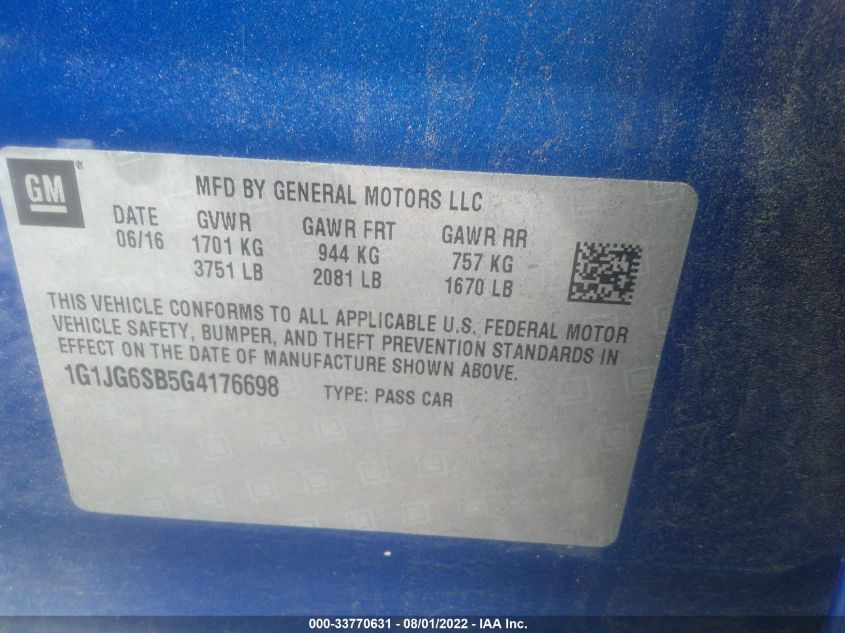 GM
MFD BY GENERAL MOTORS LLC
DATE GVWR GAWR FRT GAWR RR
06/16 1701 KG 944 KG 757 KG
3751 LB 2081 LB 1670 LB
THIS VEHICLE CONFORMS TO ALL APPLICABLE U.S. FEDERAL MOTOR
VEHICLE SAFETY, BUMPER, AND THEFT PREVENTION STANDARDS IN
EFFECT ON THE DATE OF MANUFACTURE SHOWN ABOVE.
1G1JG6SB5G4176698 TYPE: PASS CAR
000-33770631 - 08/01/2022 - IAA Inc.